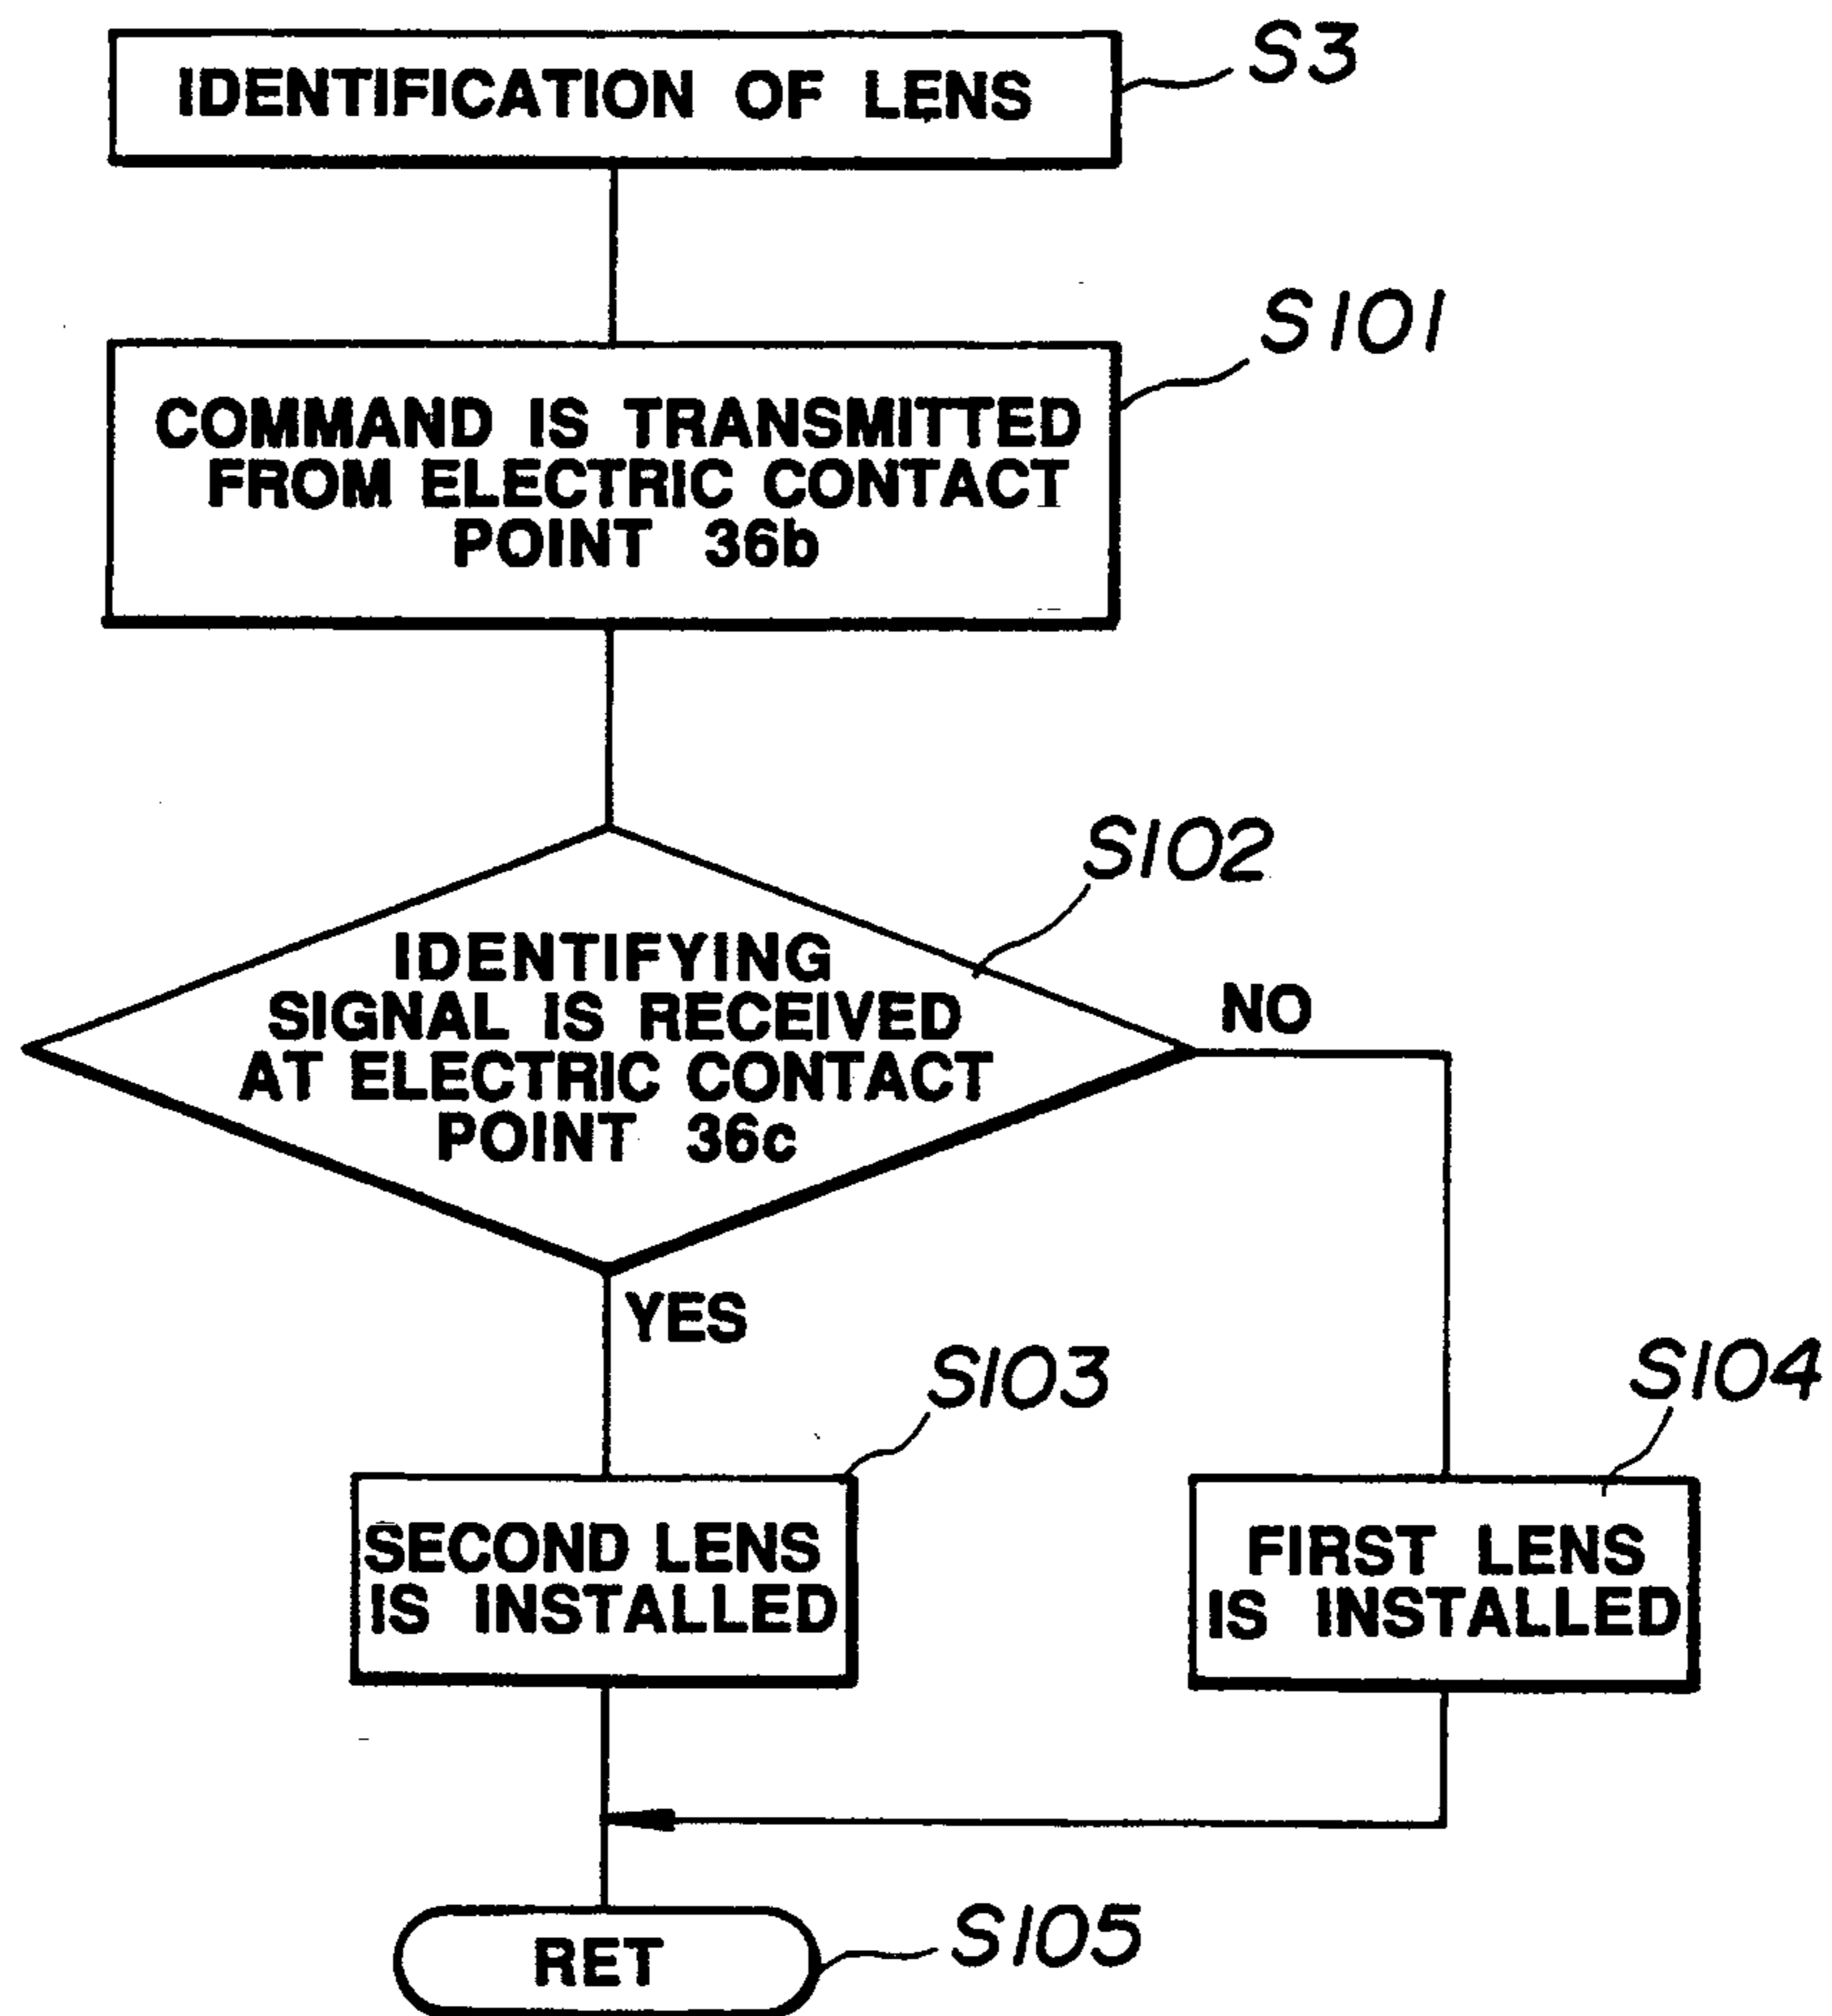 IDENTIFICATION OF LENS
S3
S101
COMMAND IS TRANSMITTED
FROM ELECTRIC CONTACT
POINT 36b
S102
IDENTIFYING
SIGNAL IS RECEIVED
AT ELECTRIC CONTACT
POINT 36c
NO
YES
S103
SECOND LENS
IS INSTALLED
S104
FIRST LENS
IS INSTALLED
RET
S105